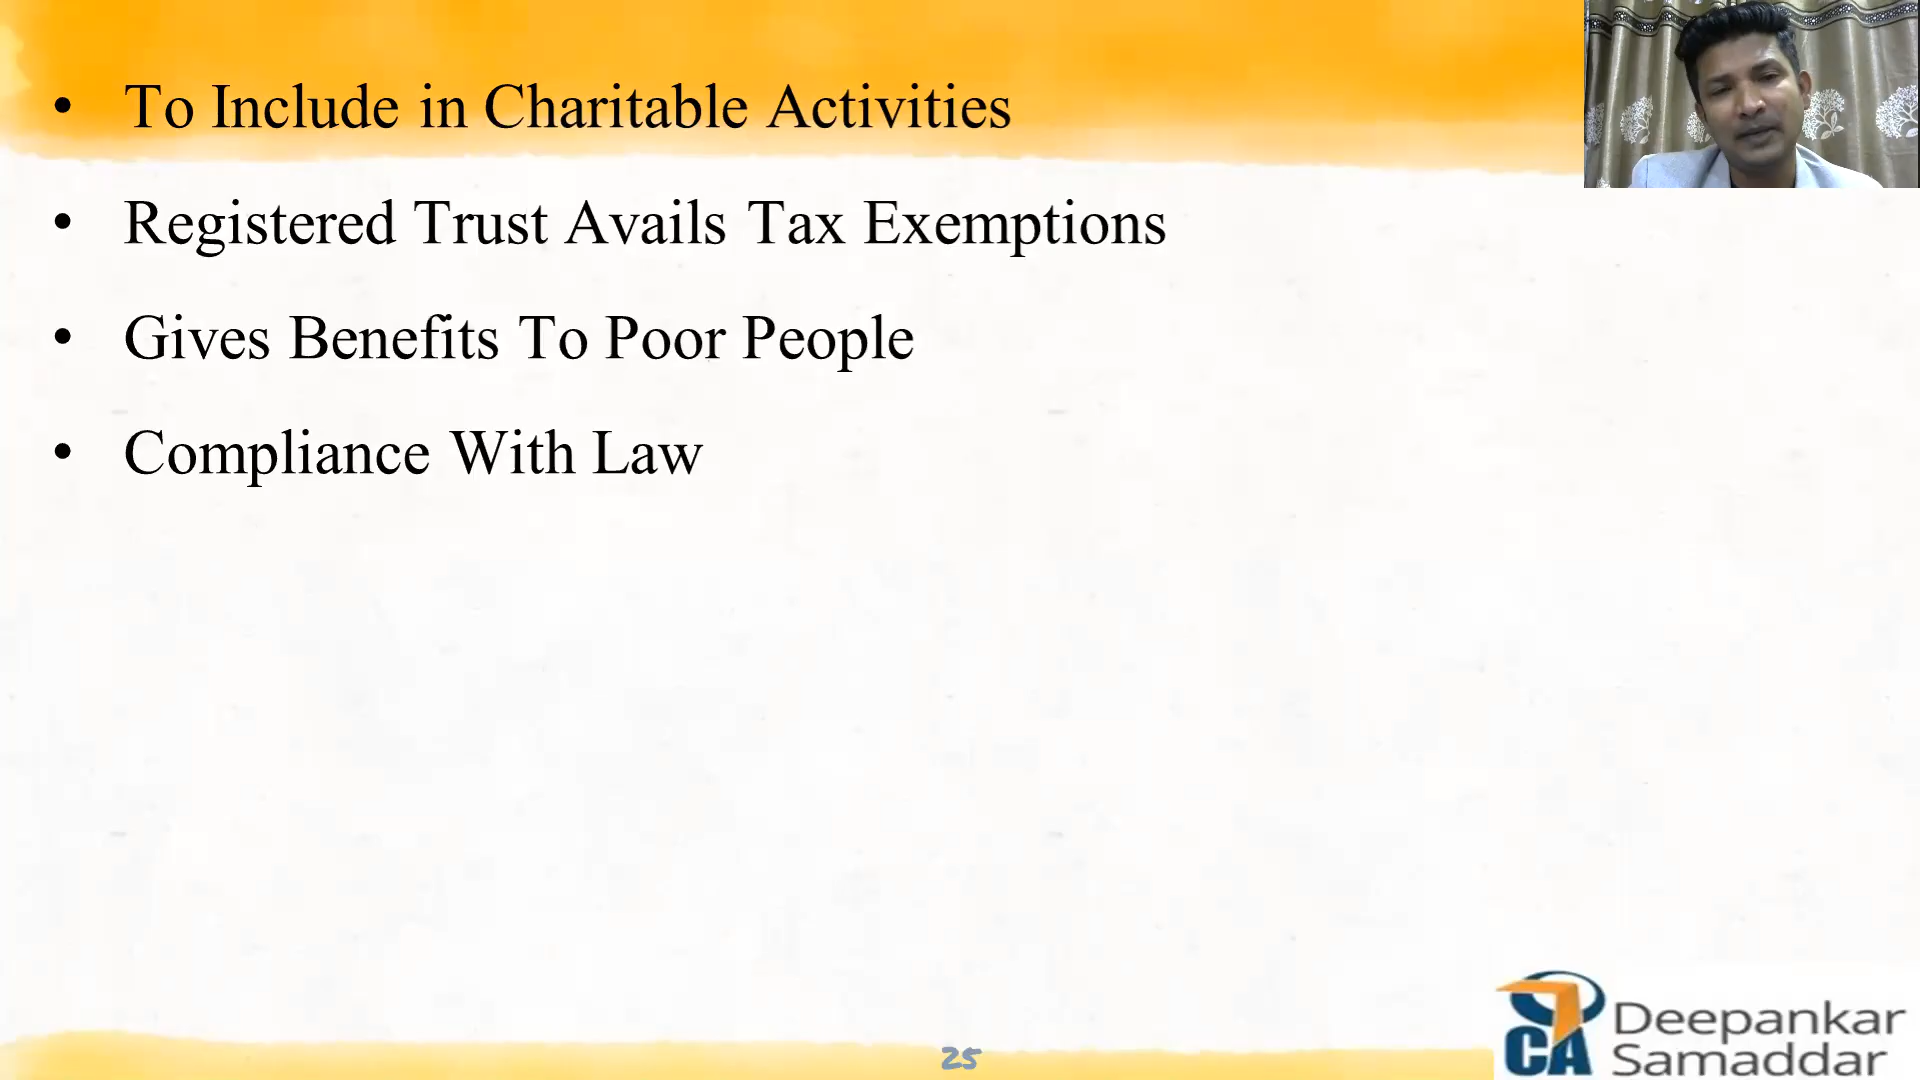 • To Include in Charitable Activities
• Registered Trust Avails Tax Exemptions
• Gives Benefits To Poor People
• Compliance With Law
25
CA
Deepankar
Samaddar